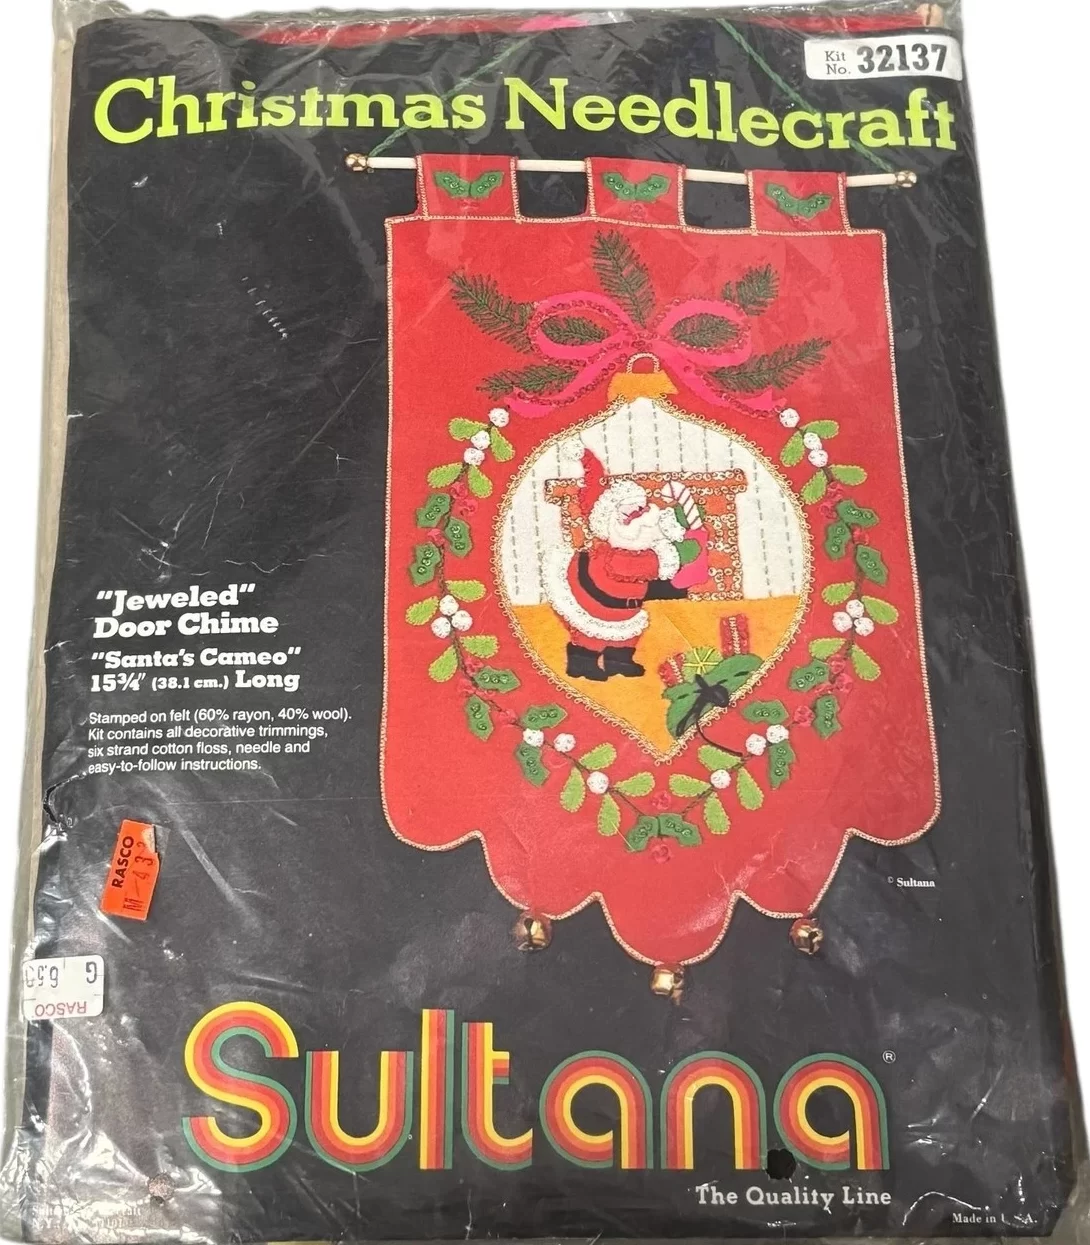 Kit
No. 32137
Christmas Needlecraft
"Jeweled"
Door Chime
"Santa's Cameo"
15¾" (38.1 cm.) Long
Stamped on felt (60% rayon, 40% wool).
Kit contains all decorative trimmings,
six strand cotton floss, needle and
easy-to-follow instructions.
RASCO
© Sultana
G 6.5
RASCO
Sultana®
The Quality Line
N.Y.
Made in